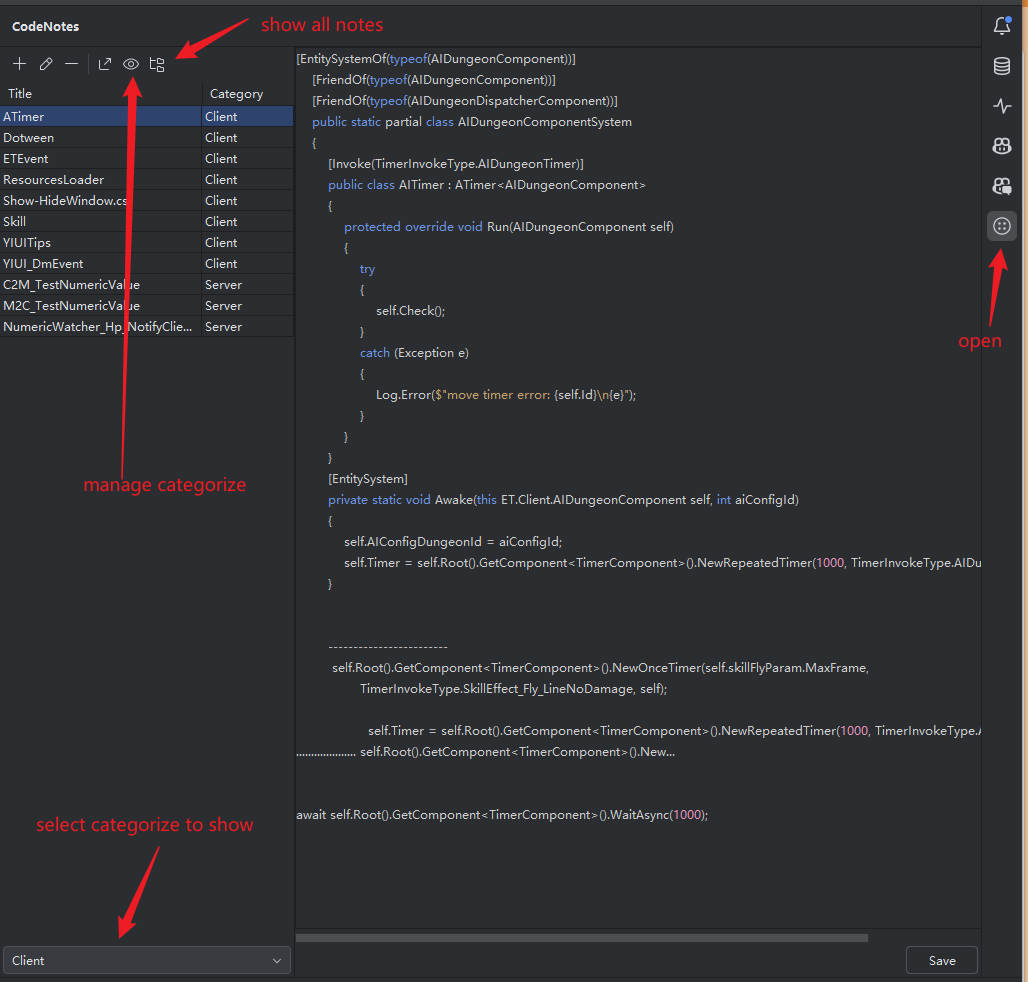 CodeNotes
show all notes
Title Category
ATimer Client
Dotween Client
ETEvent Client
ResourcesLoader Client
Show-HideWindow.cs Client
Skill Client
YIUITips Client
YIUI_DmEvent Client
C2M_TestNumericValue Server
M2C_TestNumericValue Server
NumericWatcher_Hp_NotifyClie... Server
manage categorize
select categorize to show
Client
[EntitySystemOf(typeof(AIDungeonComponent))]
[FriendOf(typeof(AIDungeonComponent))]
[FriendOf(typeof(AIDungeonDispatcherComponent))]
public static partial class AIDungeonComponentSystem
{
[Invoke(TimerInvokeType.AIDungeonTimer)]
public class AITimer : ATimer<AIDungeonComponent>
{
protected override void Run(AIDungeonComponent self)
{
try
{
self.Check();
}
catch (Exception e)
{
Log.Error($"move timer error: {self.Id}\n{e}");
}
}
}
[EntitySystem]
private static void Awake(this ET.Client.AIDungeonComponent self, int aiConfigId)
{
self.AIConfigDungeonId = aiConfigId;
self.Timer = self.Root().GetComponent<TimerComponent>().NewRepeatedTimer(1000, TimerInvokeType.AIDu
}
------------------------
self.Root().GetComponent<TimerComponent>().NewOnceTimer(self.skillFlyParam.MaxFrame,
TimerInvokeType.SkillEffect_Fly_LineNoDamage, self);
self.Timer = self.Root().GetComponent<TimerComponent>().NewRepeatedTimer(1000, TimerInvokeType.A
.................... self.Root().GetComponent<TimerComponent>().New...
await self.Root().GetComponent<TimerComponent>().WaitAsync(1000);
Save
open